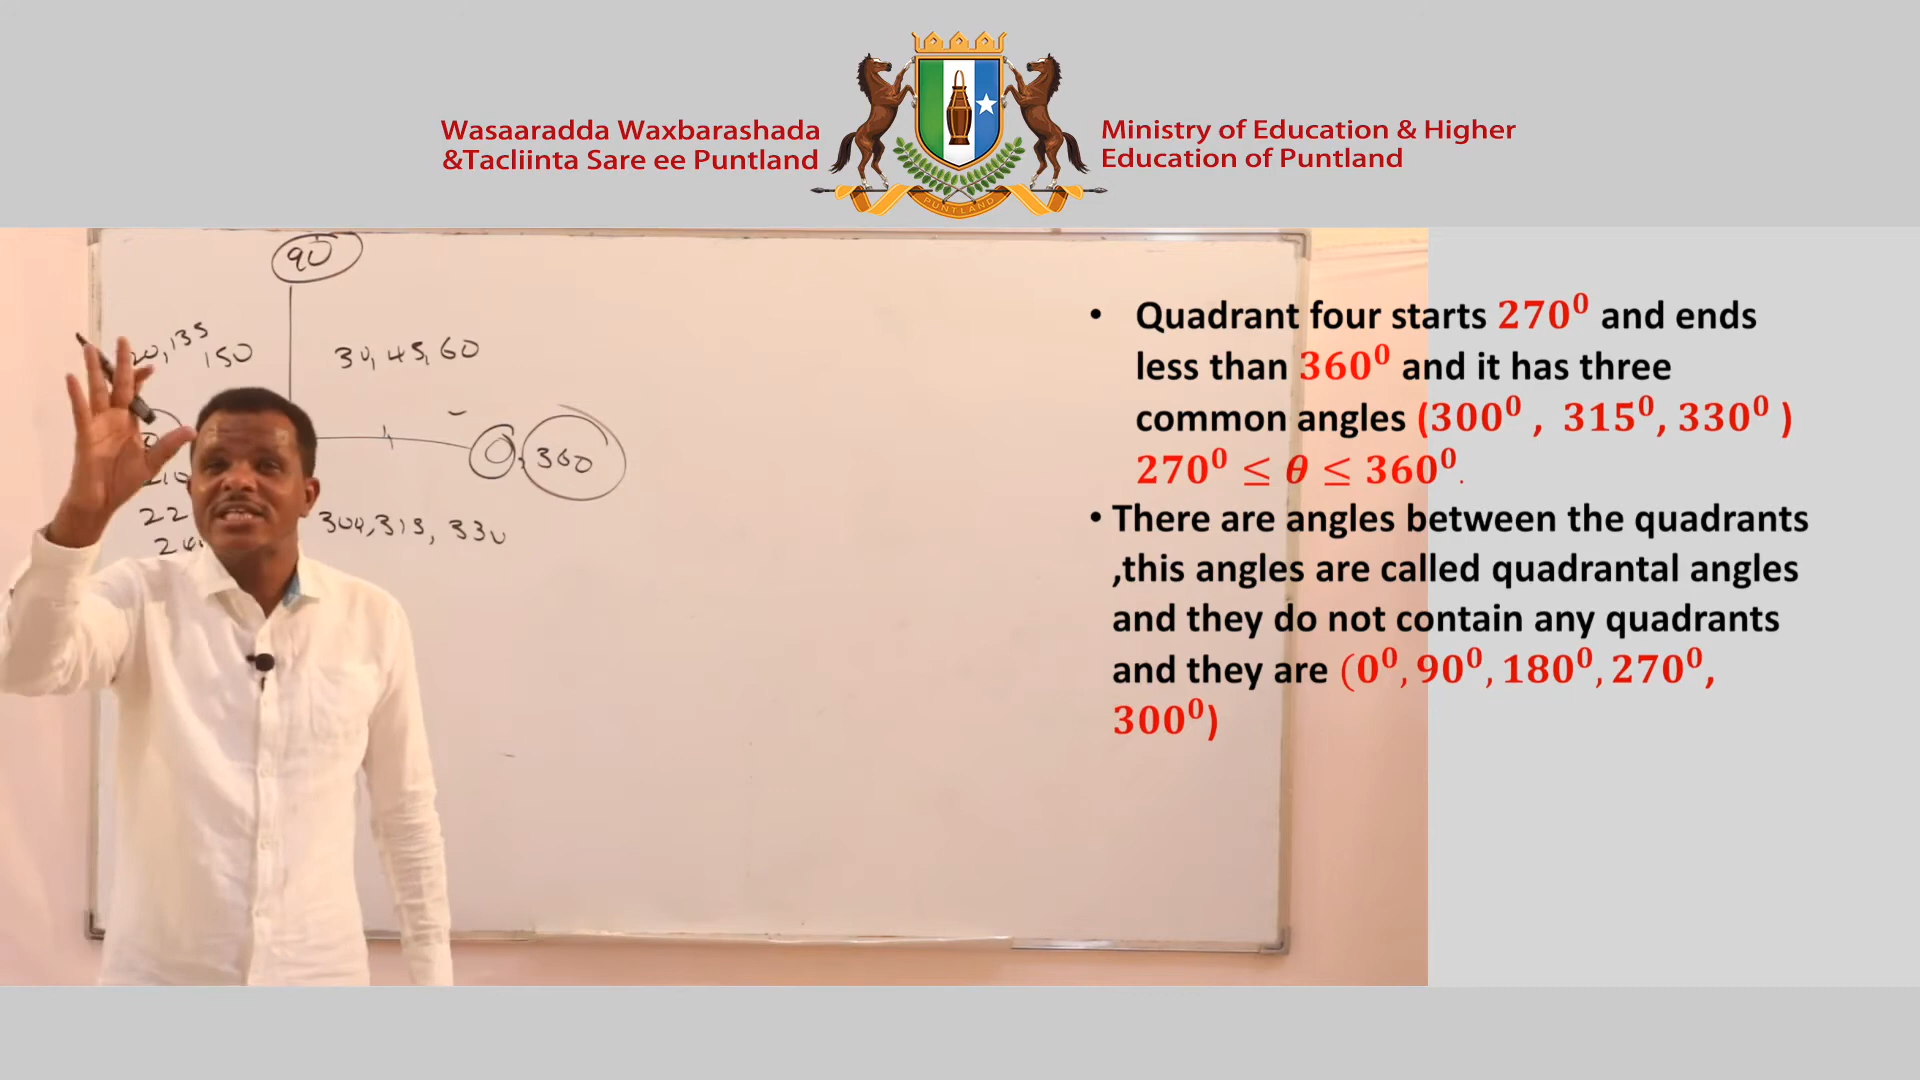 Wasaaradda Waxbarashada
&Tacliinta Sare ee Puntland
Ministry of Education & Higher
Education of Puntland
PUNTLAND
90
135
150
30, 45, 60
0, 360
330
• Quadrant four starts 270⁰ and ends
less than 360⁰ and it has three
common angles (300⁰ , 315⁰, 330⁰ )
270⁰ ≤ θ ≤ 360⁰.
• There are angles between the quadrants
,this angles are called quadrantal angles
and they do not contain any quadrants
and they are (0⁰, 90⁰, 180⁰, 270⁰,
300⁰)